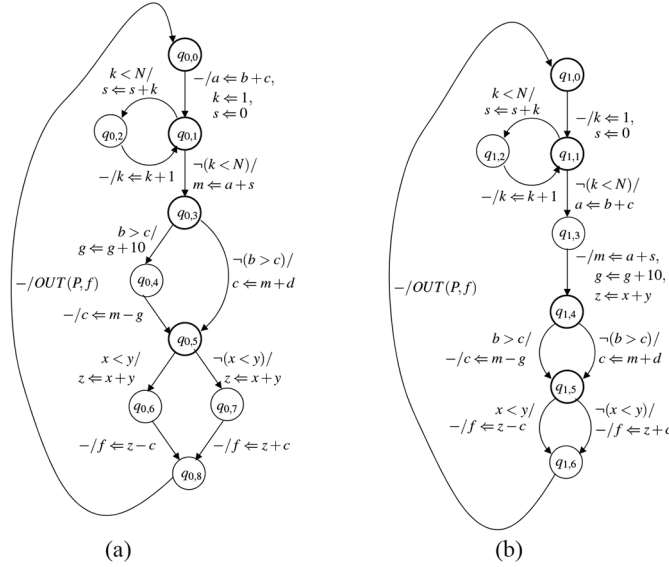 q0,0
-/a ⇐ b+c,
k ⇐ 1,
s ⇐ 0
k < N/
s ⇐ s+k
q0,2
q0,1
-/k ⇐ k+1
¬(k < N)/
m ⇐ a+s
q0,3
b > c/
g ⇐ g+10
¬(b > c)/
c ⇐ m+d
q0,4
-/OUT(P, f)
-/c ⇐ m−g
q0,5
x < y/
z ⇐ x+y
¬(x < y)/
z ⇐ x+y
q0,6
q0,7
-/f ⇐ z−c
-/f ⇐ z+c
q0,8
(a)
q1,0
-/k ⇐ 1,
s ⇐ 0
k < N/
s ⇐ s+k
q1,2
q1,1
-/k ⇐ k+1
¬(k < N)/
a ⇐ b+c
q1,3
-/m ⇐ a+s,
g ⇐ g+10,
z ⇐ x+y
-/OUT(P, f)
q1,4
b > c/
-/c ⇐ m−g
¬(b > c)/
c ⇐ m+d
q1,5
x < y/
-/f ⇐ z−c
¬(x < y)/
-/f ⇐ z+c
q1,6
(b)